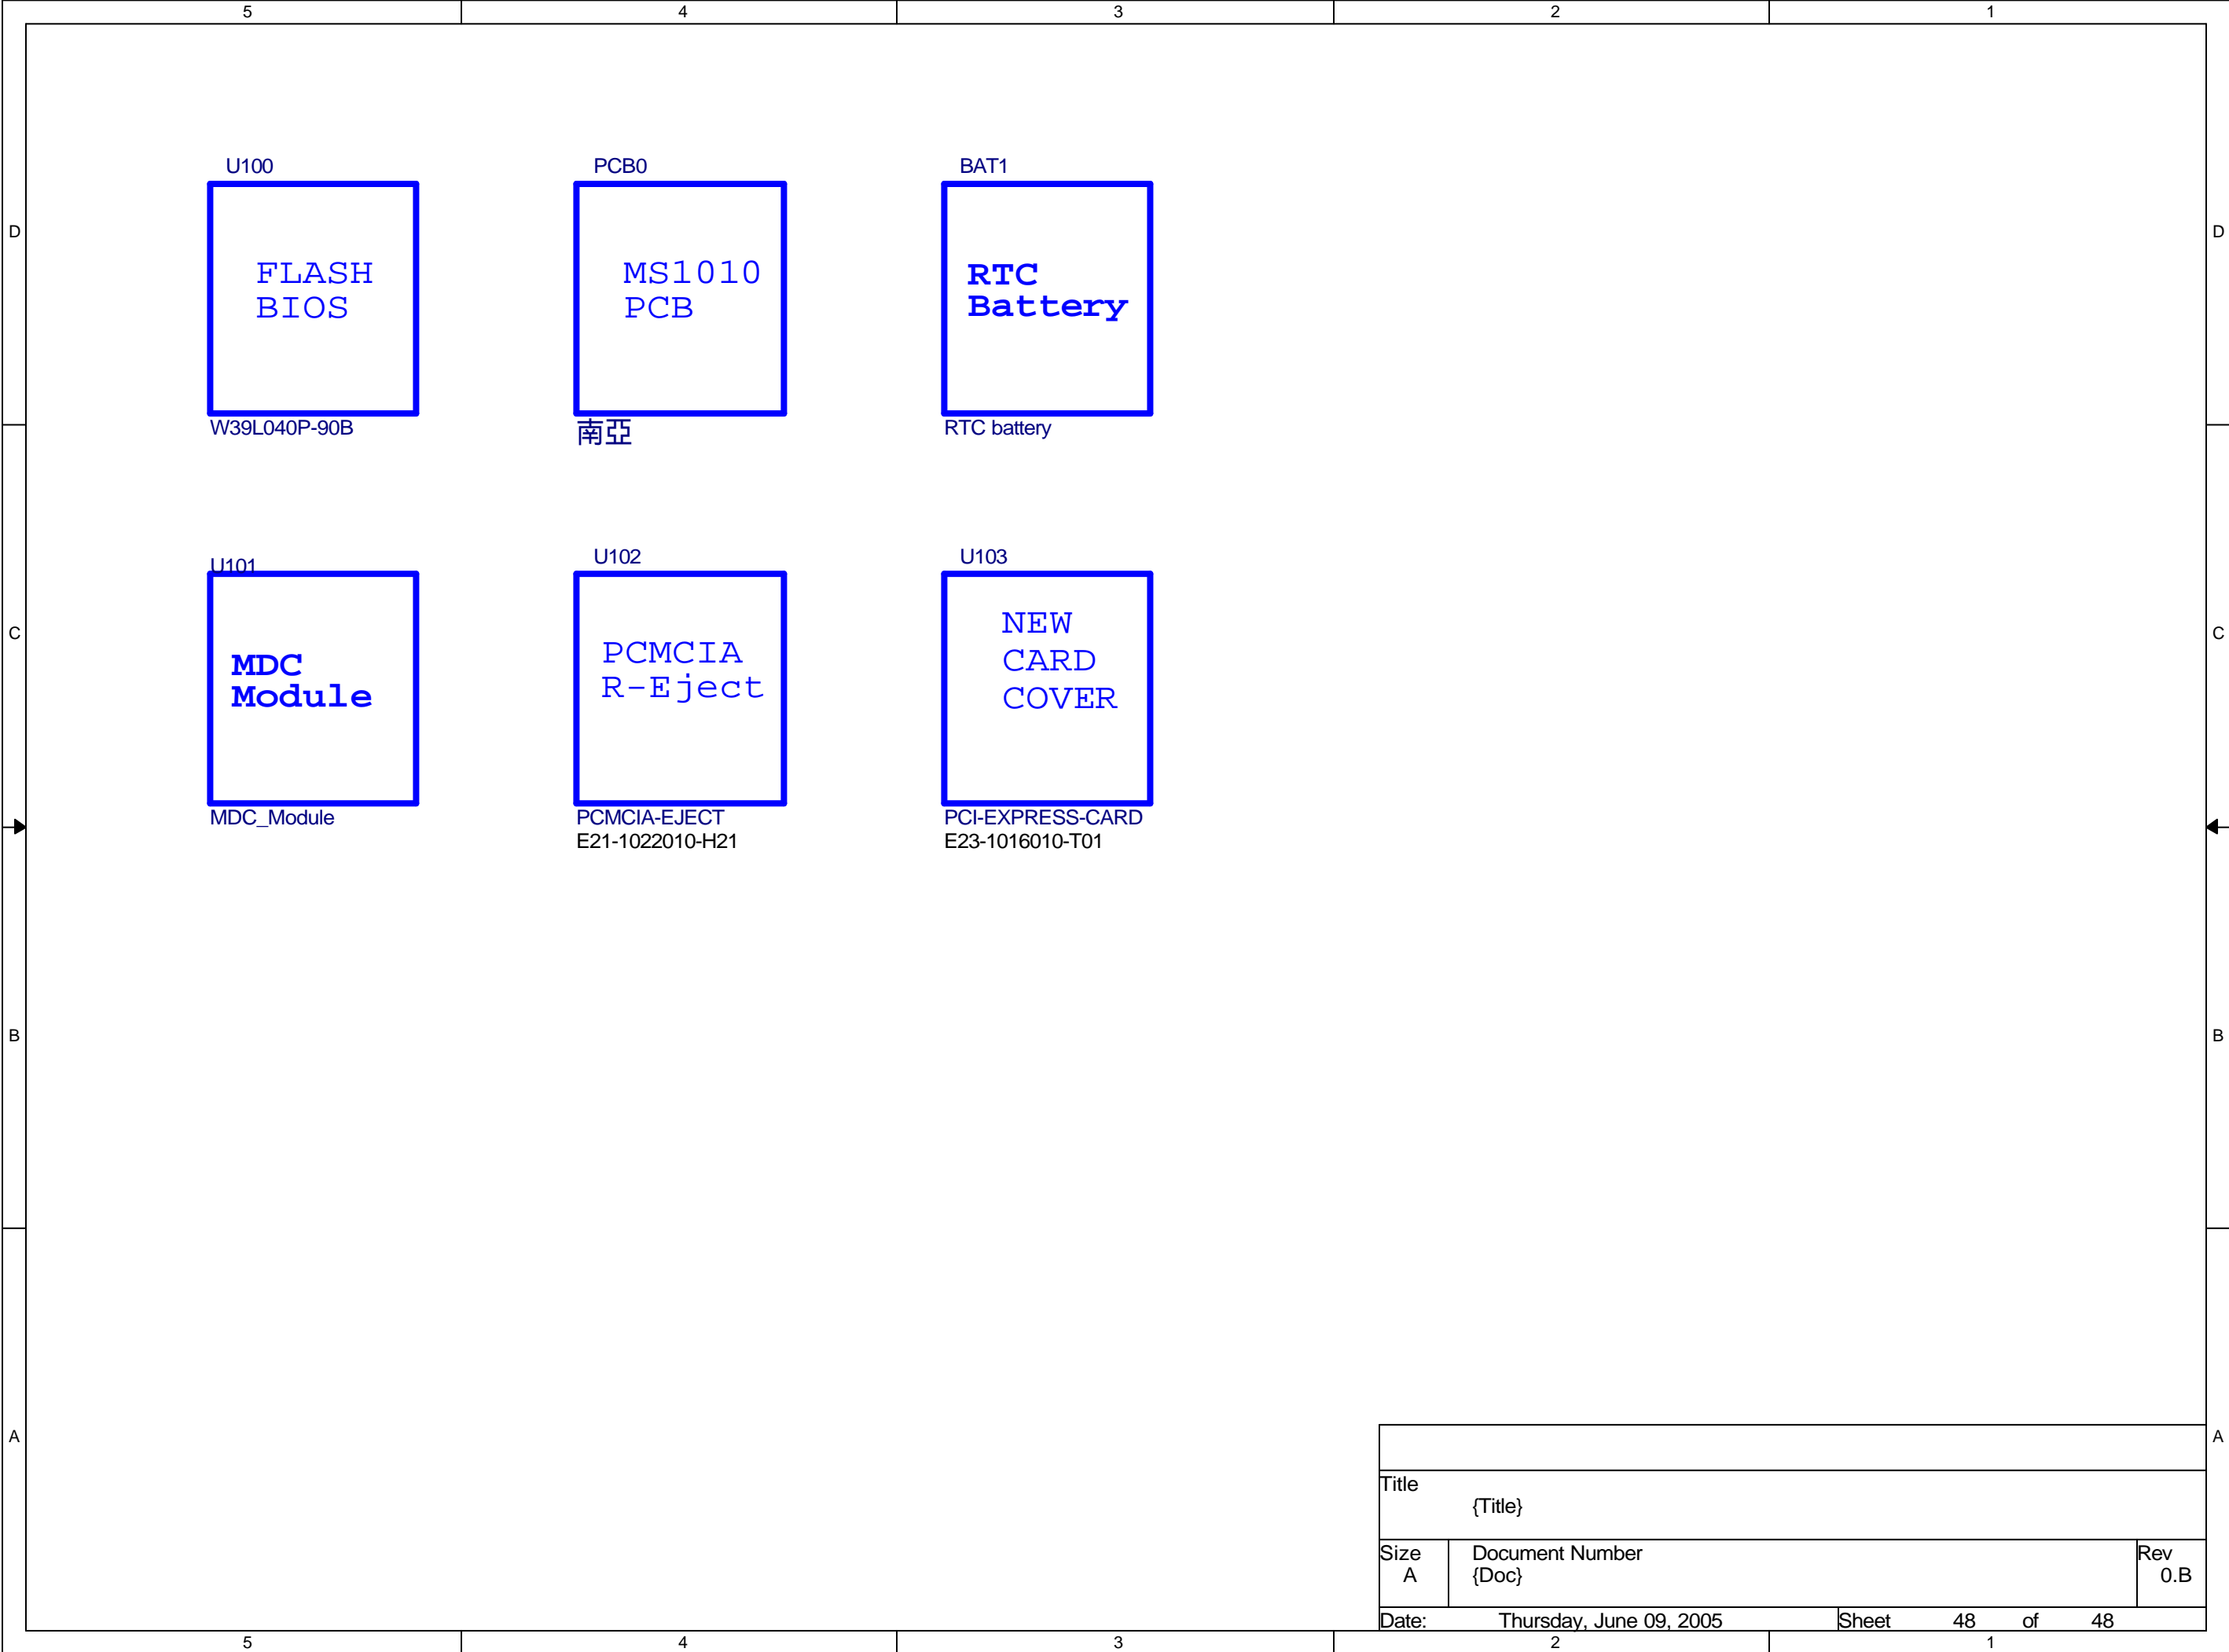 5 4 3 2 1
U100 PCB0 BAT1
D D
FLASH MS1010 RTC
BIOS PCB Battery
W39L040P-90B 南亞 RTC battery
U101 U102 U103
NEW
C C
PCMCIA CARD
MDC R-Eject COVER
Module
MDC_Module PCMCIA-EJECT PCI-EXPRESS-CARD
E21-1022010-H21 E23-1016010-T01
B B
A A
Title
{Title}
Size Document Number Rev
A {Doc} 0.B
Date: Thursday, June 09, 2005 Sheet 48 of 48
5 4 3 2 1